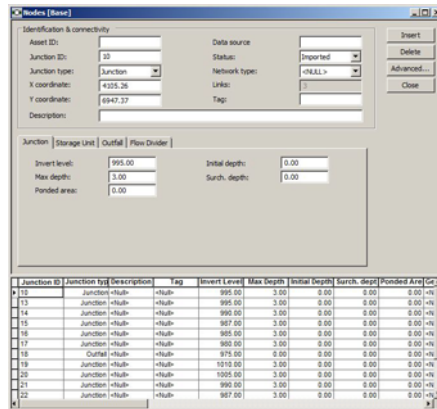 Nodes [Base]
Identification & connectivity
Asset ID: Data source
Junction ID: 10 Status: Imported
Junction type: Junction Network type: <NULL>
X coordinate: 4105.26 Links: 3
Y coordinate: 6947.37 Tag:
Description:
Insert
Delete
Advanced...
Close
Junction Storage Unit Outfall Flow Divider
Invert level: 995.00 Initial depth: 0.00
Max depth: 3.00 Surch. depth: 0.00
Ponded area: 0.00
Junction ID Junction typ Description Tag Invert Level Max Depth Initial Depth Surch. dept Ponded Are Ge
10 Junction <Null> <Null> 995.00 3.00 0.00 0.00 0.00 <N
13 Junction <Null> <Null> 995.00 3.00 0.00 0.00 0.00 <N
14 Junction <Null> <Null> 990.00 3.00 0.00 0.00 0.00 <N
15 Junction <Null> <Null> 987.00 3.00 0.00 0.00 0.00 <N
16 Junction <Null> <Null> 985.00 3.00 0.00 0.00 0.00 <N
17 Junction <Null> <Null> 980.00 3.00 0.00 0.00 0.00 <N
18 Outfall <Null> <Null> 975.00 0.00 0.00 0.00 0.00 <N
19 Junction <Null> <Null> 1010.00 3.00 0.00 0.00 0.00 <N
20 Junction <Null> <Null> 1005.00 3.00 0.00 0.00 0.00 <N
21 Junction <Null> <Null> 990.00 3.00 0.00 0.00 0.00 <N
22 Junction <Null> <Null> 987.00 3.00 0.00 0.00 0.00 <N